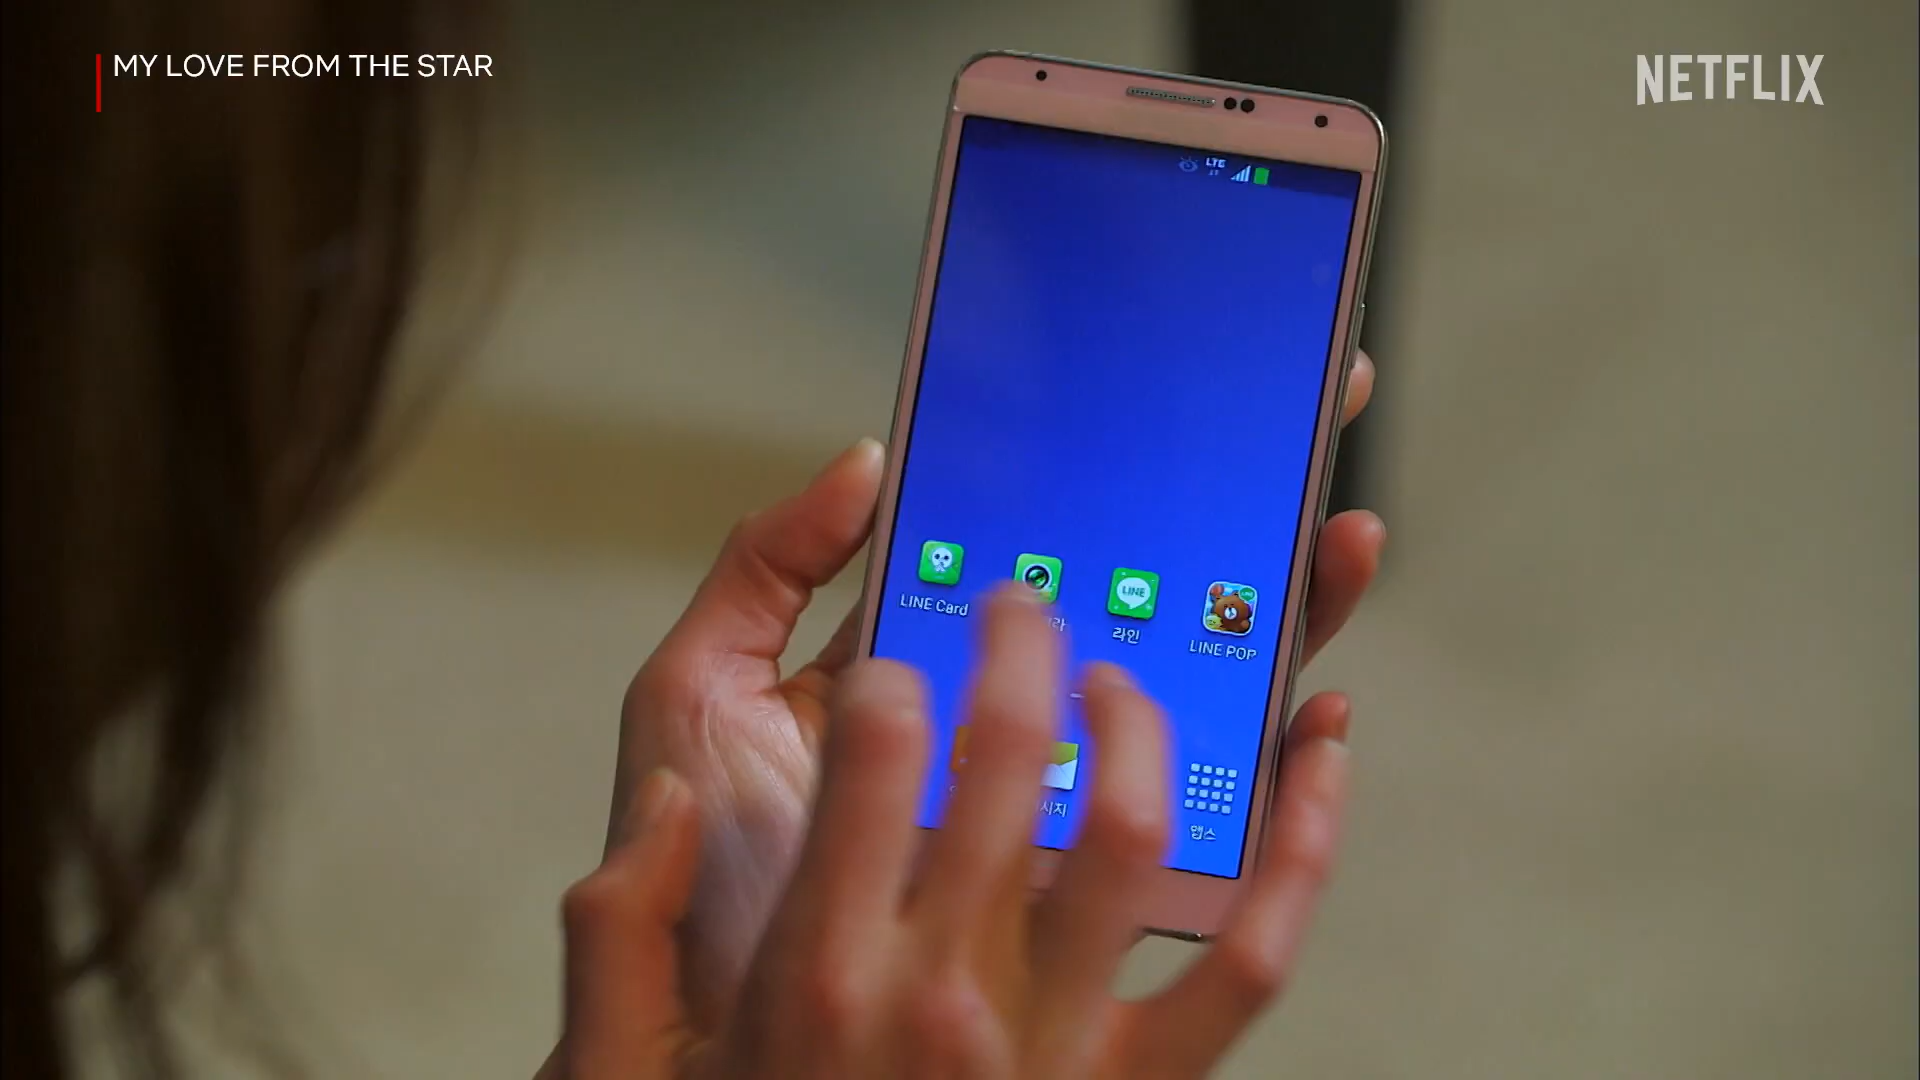 MY LOVE FROM THE STAR
NETFLIX
LTE
LINE Card
LINE
라인
LINE POP
앱스